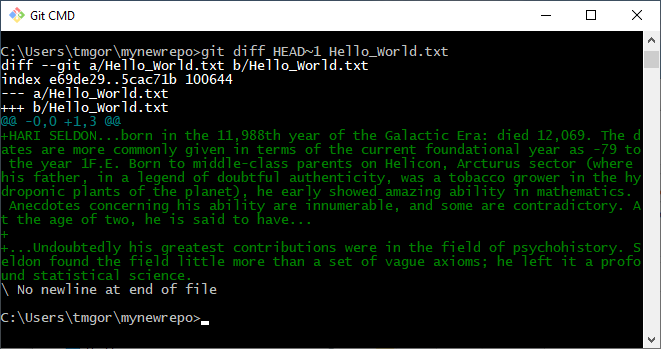 Git CMD
C:\Users\tmgor\mynewrepo>git diff HEAD~1 Hello_World.txt
diff --git a/Hello_World.txt b/Hello_World.txt
index e69de29..5cac71b 100644
--- a/Hello_World.txt
+++ b/Hello_World.txt
@@ -0,0 +1,3 @@
+HARI SELDON...born in the 11,988th year of the Galactic Era: died 12,069. The d
ates are more commonly given in terms of the current foundational year as -79 to
 the year 1F.E. Born to middle-class parents on Helicon, Arcturus sector (where
his father, in a legend of doubtful authenticity, was a tobacco grower in the hy
droponic plants of the planet), he early showed amazing ability in mathematics.
 Anecdotes concerning his ability are innumerable, and some are contradictory. A
t the age of two, he is said to have...
+
+...Undoubtedly his greatest contributions were in the field of psychohistory. S
eldon found the field little more than a set of vague axioms; he left it a profo
und statistical science.
\ No newline at end of file
C:\Users\tmgor\mynewrepo>